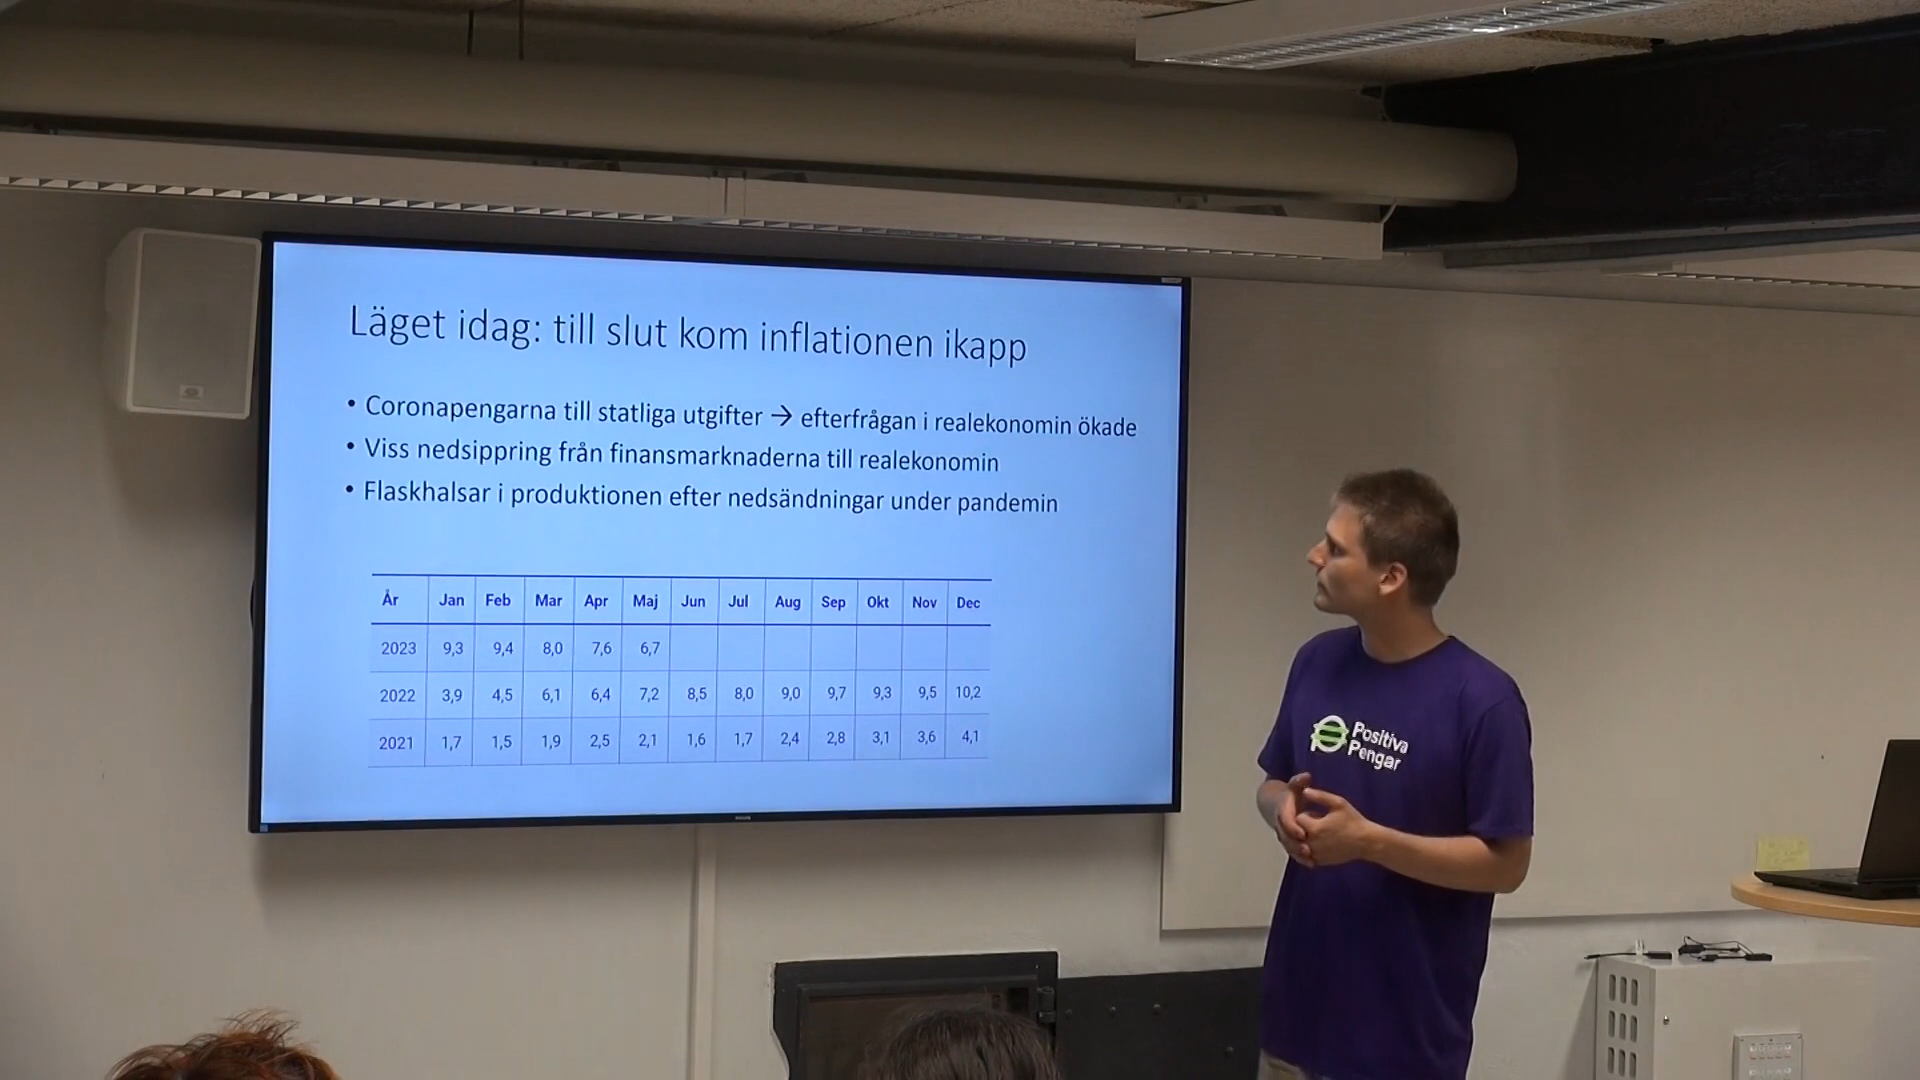 Läget idag: till slut kom inflationen ikapp
• Coronapengarna till statliga utgifter → efterfrågan i realekonomin ökade
• Viss nedsippring från finansmarknaderna till realekonomin
• Flaskhalsar i produktionen efter nedsändningar under pandemin
År Jan Feb Mar Apr Maj Jun Jul Aug Sep Okt Nov Dec
2023 9,3 9,4 8,0 7,6 6,7
2022 3,9 4,5 6,1 6,4 7,2 8,5 8,0 9,0 9,7 9,3 9,5 10,2
2021 1,7 1,5 1,9 2,5 2,1 1,6 1,7 2,4 2,8 3,1 3,6 4,1
Positiva
Pengar